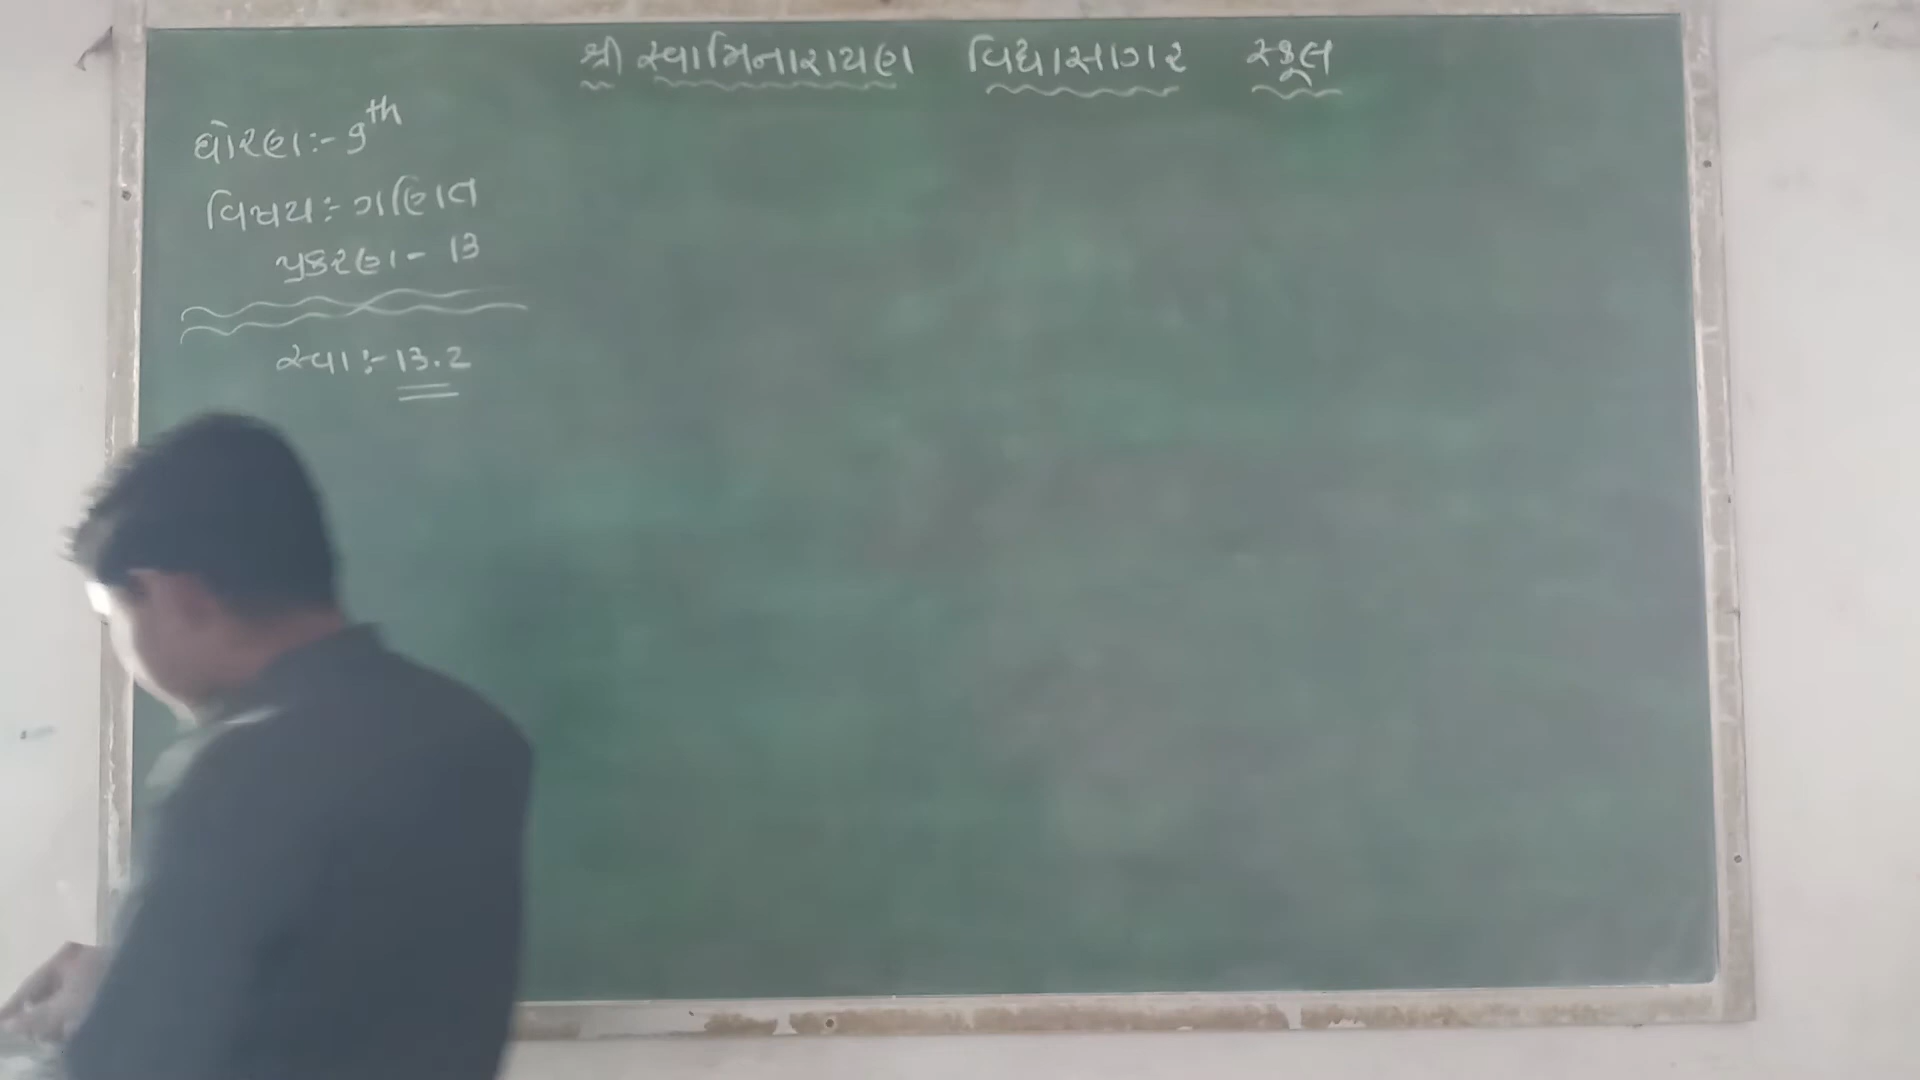 શ્રી સ્વામિનારાયણ વિદ્યાસાગર સ્કૂલ
ધોરણ:- 9th
વિષય:- ગણિત
પ્રકરણ- 13
સ્વા:- 13.2